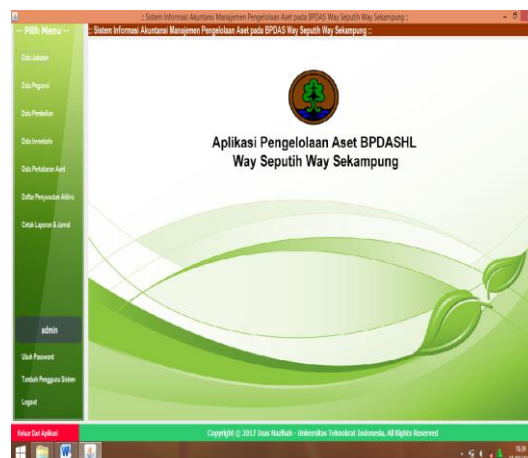 :: Sistem Informasi Akuntansi Manajemen Pengelolaan Aset pada BPDAS Way Seputih Way Sekampung ::
-- Pilih Menu --
:: Sistem Informasi Akuntansi Manajemen Pengelolaan Aset pada BPDAS Way Seputih Way Sekampung ::
Data Jabatan
Data Pegawai
Data Pembelian
Data Inventaris
Data Pertukaran Aset
Daftar Penyusutan Aktiva
Cetak Laporan & Jurnal
Aplikasi Pengelolaan Aset BPDASHL
Way Seputih Way Sekampung
admin
Ubah Password
Tambah Pengguna Sistem
Logout
Keluar Dari Aplikasi
Copyright © 2017 Inas Nazihah - Universitas Teknokrat Indonesia, All Rights Reserved